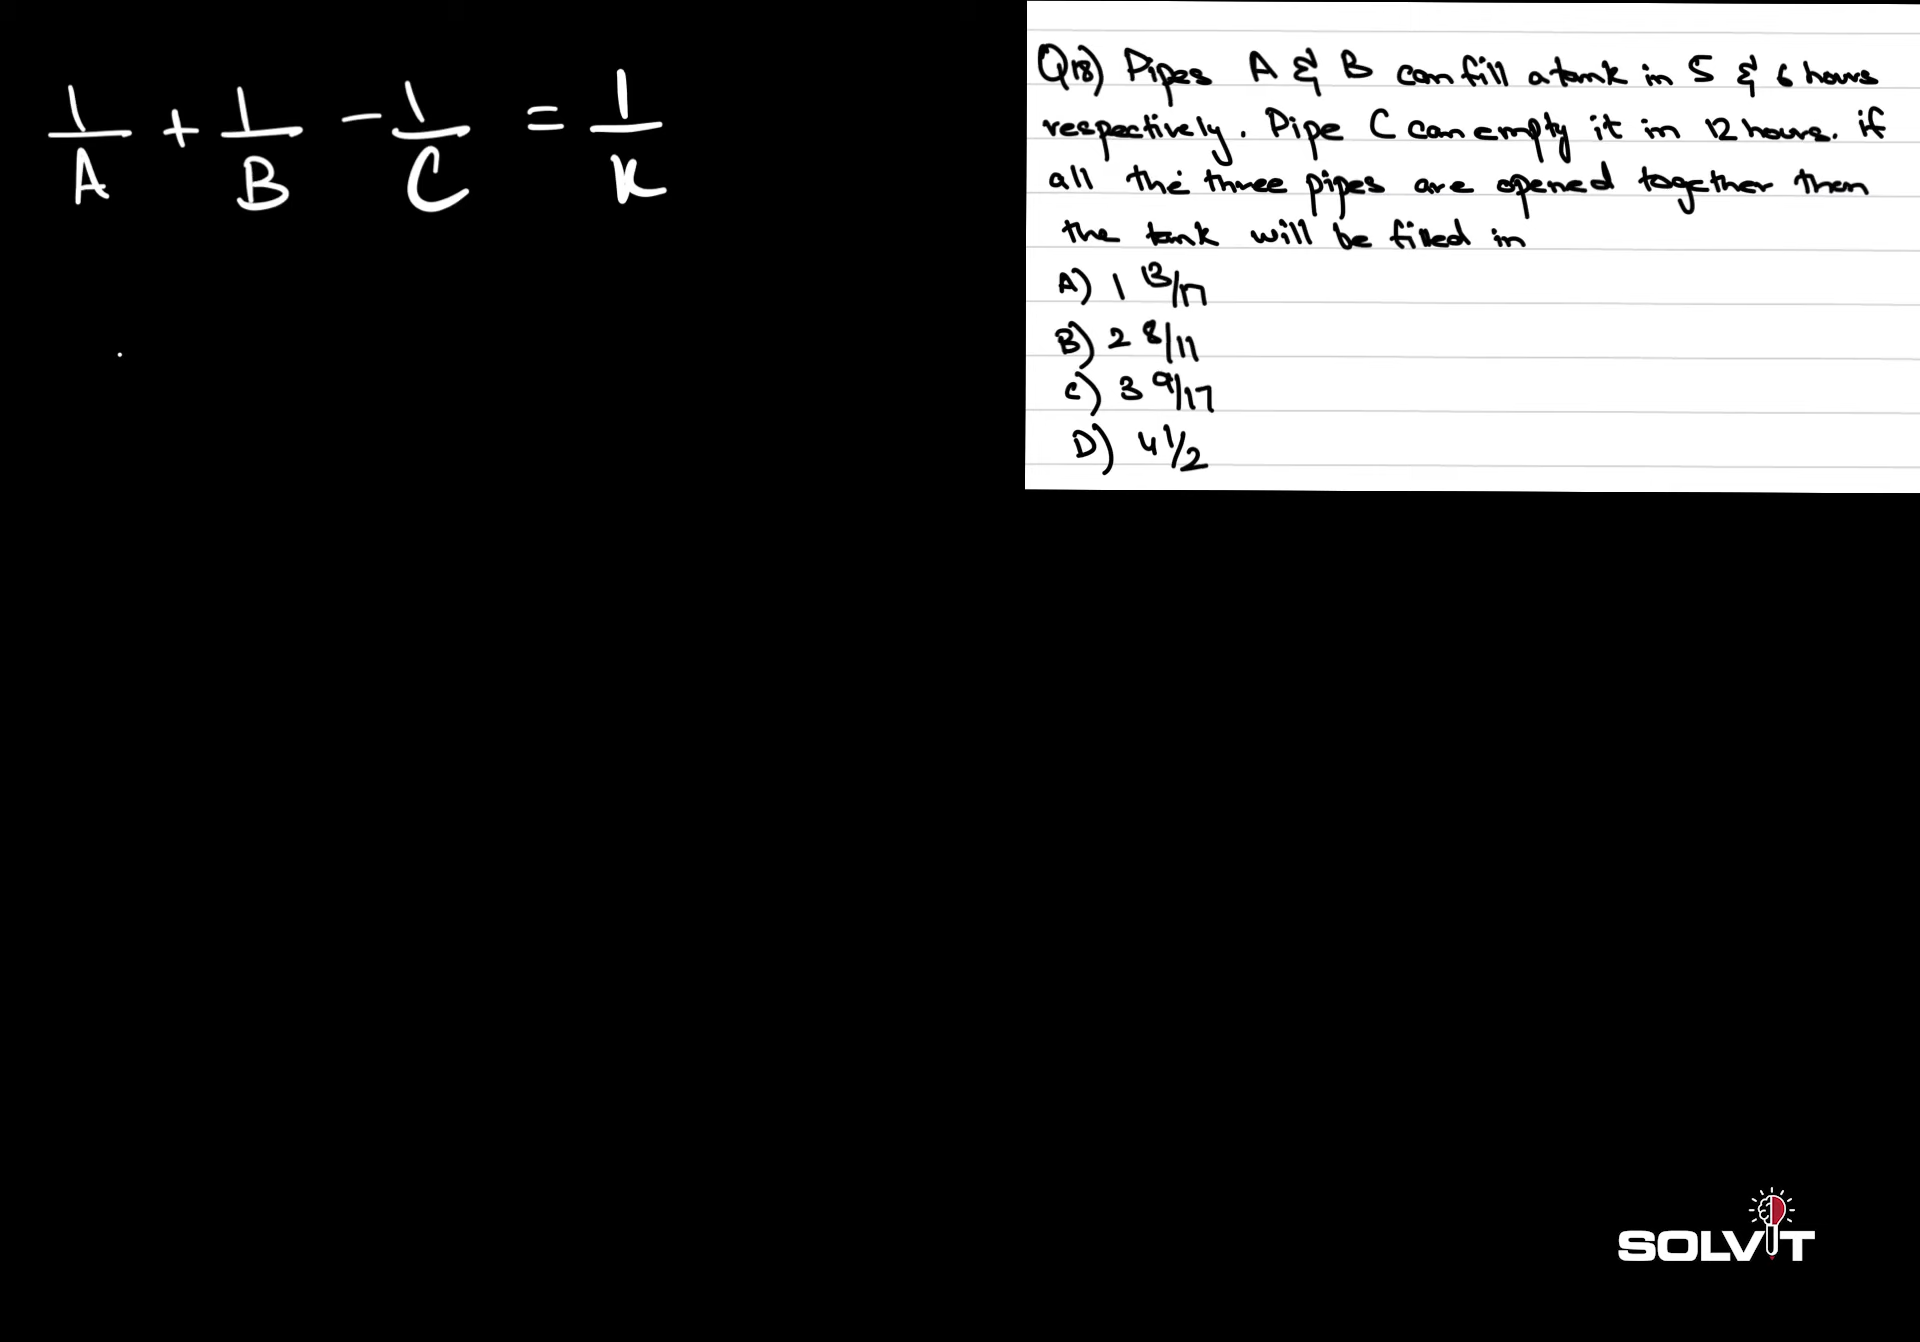 1/A + 1/B - 1/C = 1/K
Q18) Pipes A & B can fill a tank in 5 & 6 hours
respectively. Pipe C can empty it in 12 hours. if
all the three pipes are opened together then
the tank will be filled in
A) 1 13/17
B) 2 8/11
C) 3 9/17
D) 4 1/2
SOLVIT